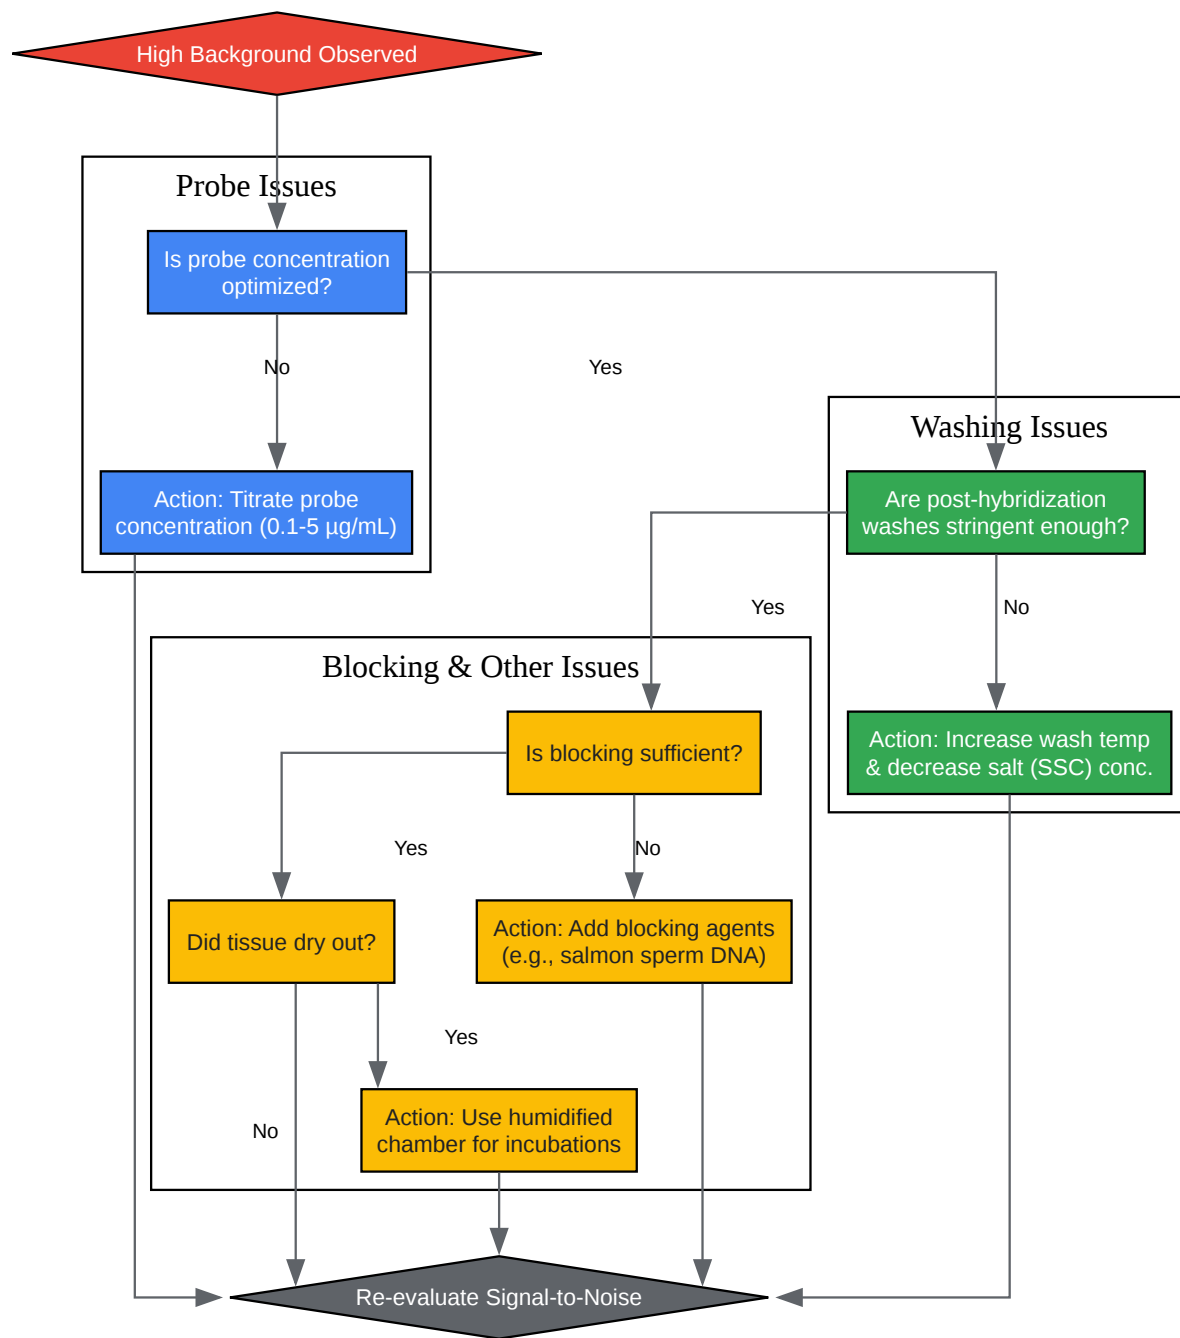 High Background Observed
Probe Issues
Is probe concentration
optimized?
No
Yes
Washing Issues
Action: Titrate probe
concentration (0.1-5 µg/mL)
Are post-hybridization
washes stringent enough?
Yes
No
Blocking & Other Issues
Is blocking sufficient?
Action: Increase wash temp
& decrease salt (SSC) conc.
Yes
No
Did tissue dry out?
Action: Add blocking agents
(e.g., salmon sperm DNA)
Yes
No
Action: Use humidified
chamber for incubations
Re-evaluate Signal-to-Noise